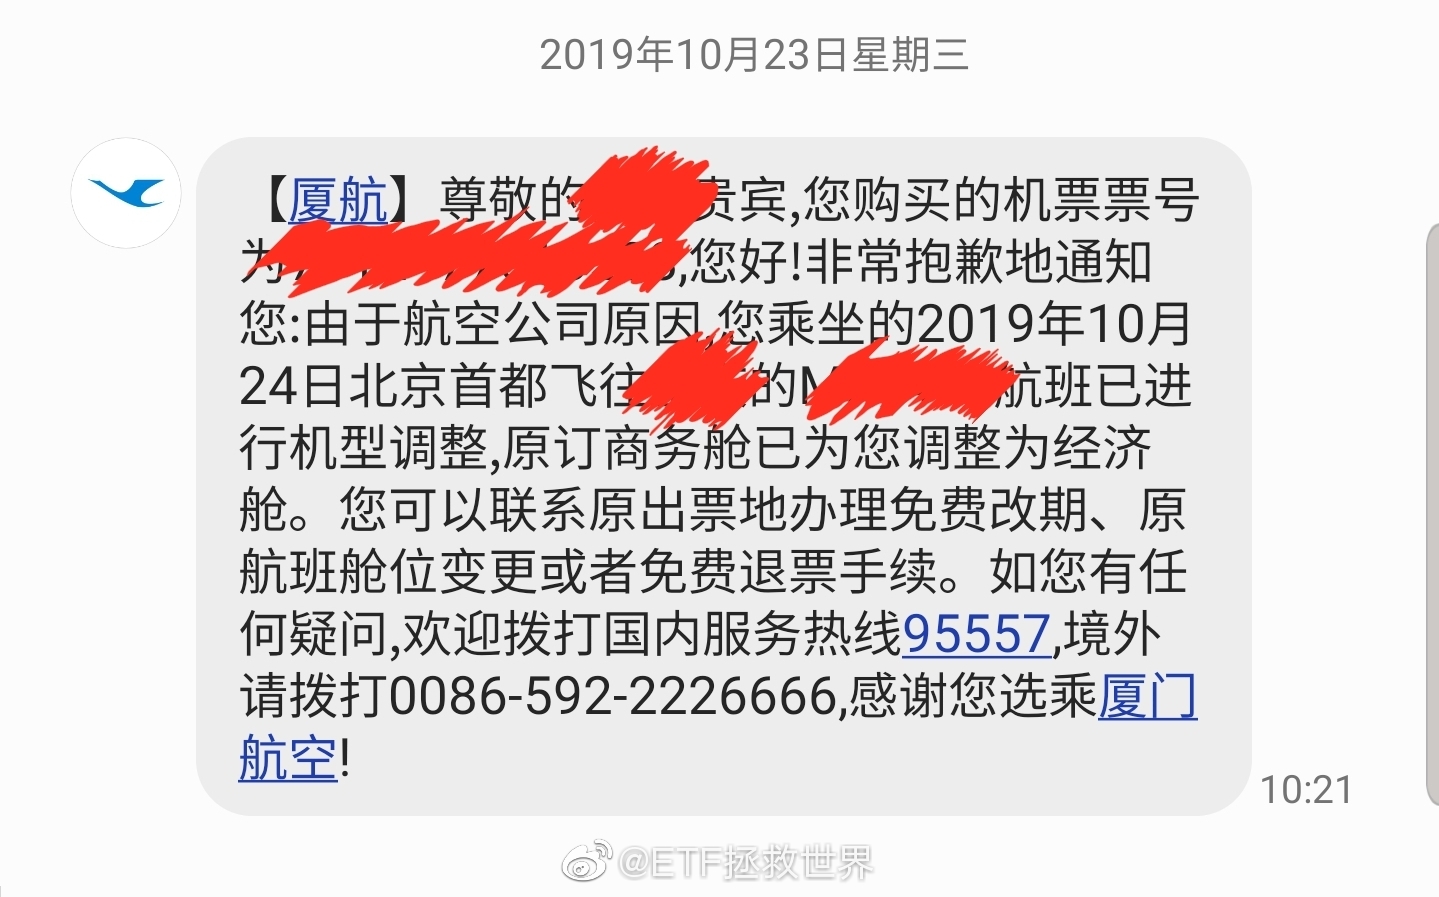 2019年10月23日星期三
【厦航】尊敬的 贵宾,您购买的机票票号
为 ,您好!非常抱歉地通知
您:由于航空公司原因,您乘坐的2019年10月
24日北京首都飞往 的M 航班已进
行机型调整,原订商务舱已为您调整为经济
舱。您可以联系原出票地办理免费改期、原
航班舱位变更或者免费退票手续。如您有任
何疑问,欢迎拨打国内服务热线95557,境外
请拨打0086-592-2226666,感谢您选乘厦门
航空!
10:21
@ETF拯救世界